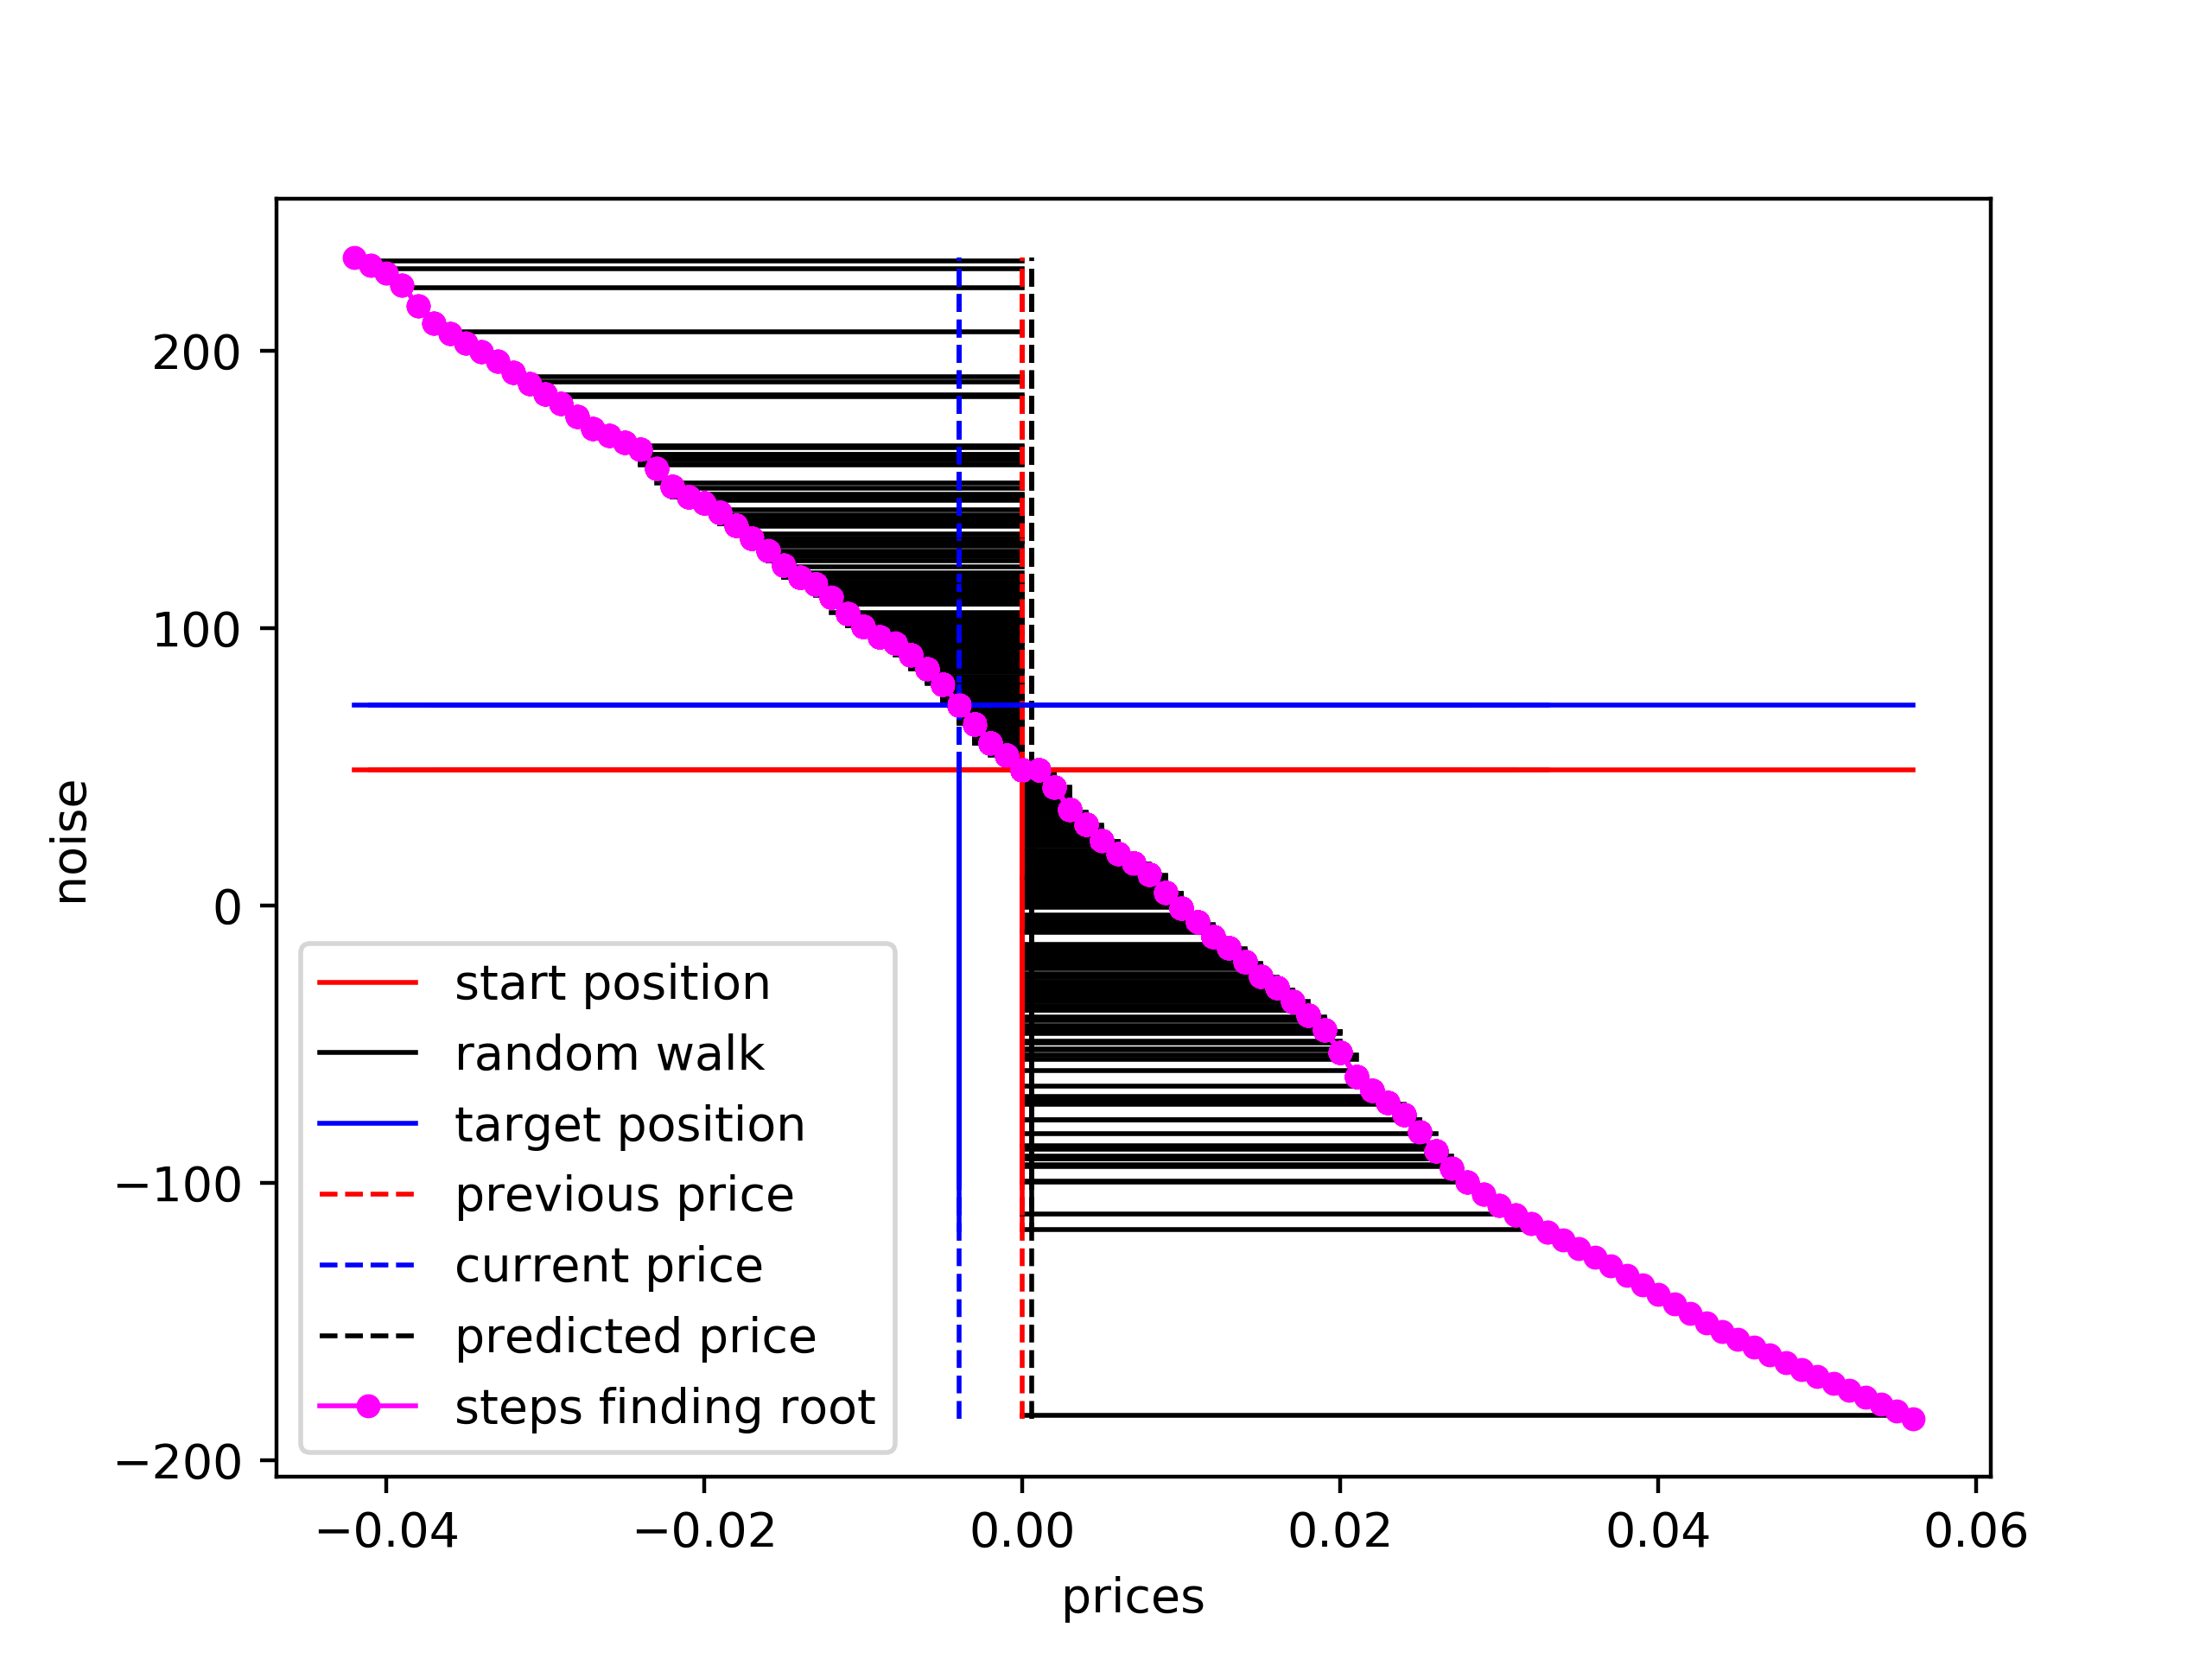 200
100
0
−100
−200
noise
start position
random walk
target position
previous price
current price
predicted price
steps finding root
−0.04 −0.02 0.00 0.02 0.04 0.06
prices